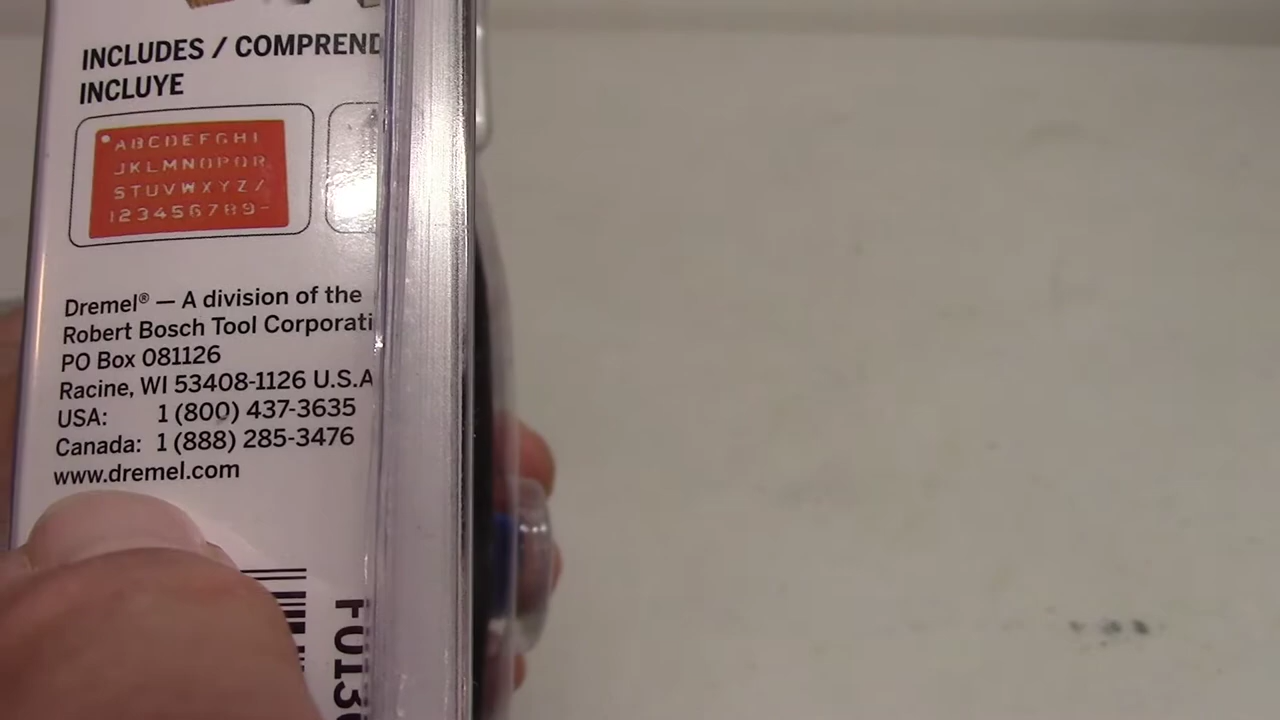 INCLUDES / COMPREND
INCLUYE
ABCDEFGHI
JKLMNOPQR
STUVWXYZ/
123456789-
Dremel® — A division of the
Robert Bosch Tool Corporati
PO Box 081126
Racine, WI 53408-1126 U.S.A
USA: 1 (800) 437-3635
Canada: 1 (888) 285-3476
www.dremel.com
F013